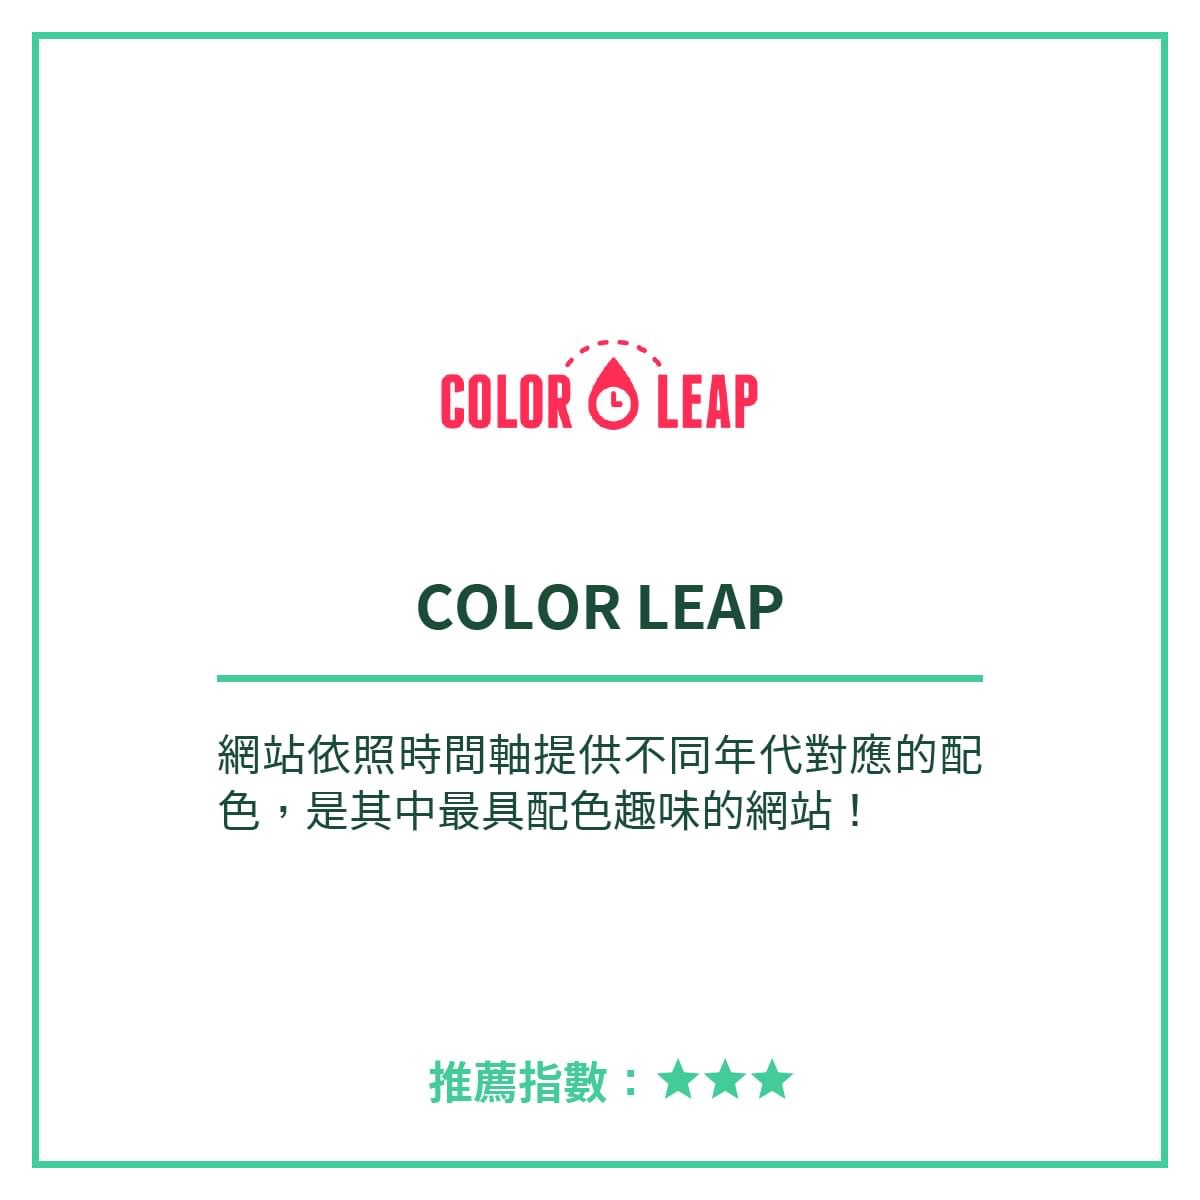 COLOR LEAP
COLOR LEAP
網站依照時間軸提供不同年代對應的配
色，是其中最具配色趣味的網站！
推薦指數：★★★